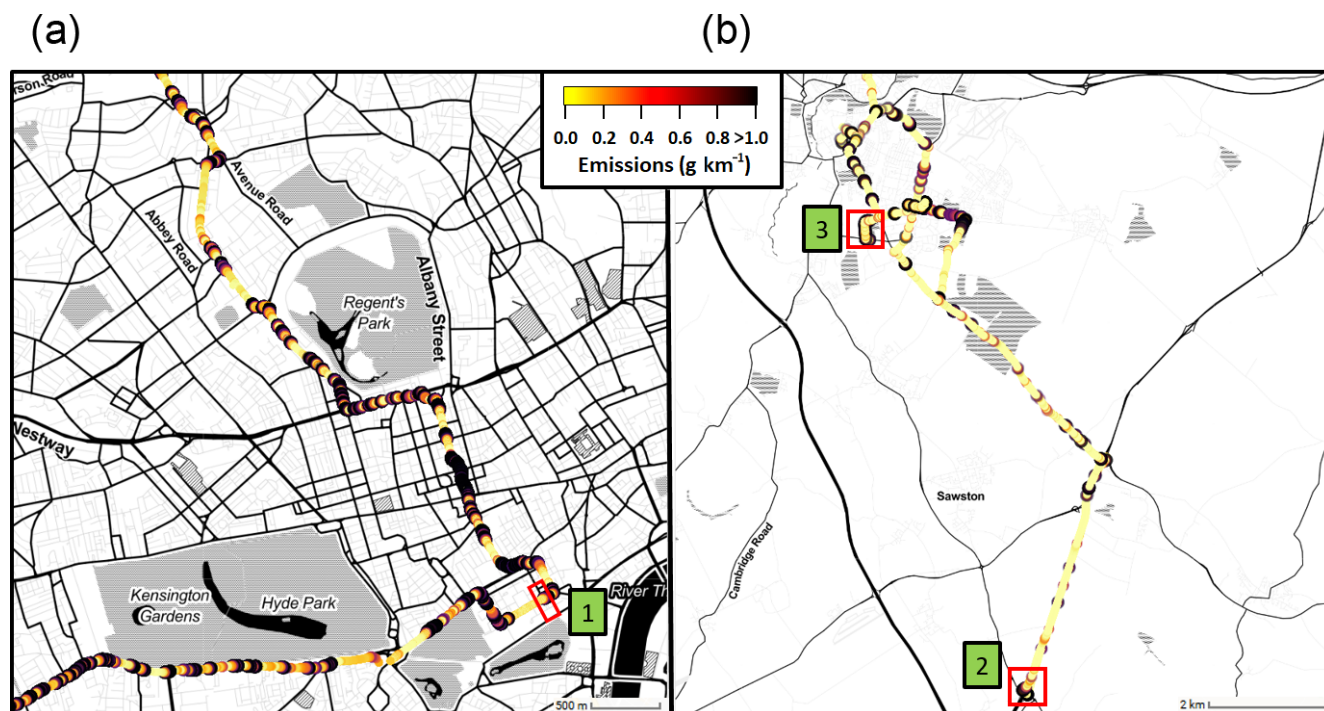 (a)
(b)
erson Road
0.0 0.2 0.4 0.6 0.8 >1.0
Emissions (g km⁻¹)
Avenue Road
Abbey Road
Albany Street
Regent's
Park
3
Westway
Sawston
Cambridge Road
Kensington
Gardens
Hyde Park
River Th
1
2
500 m
2 km